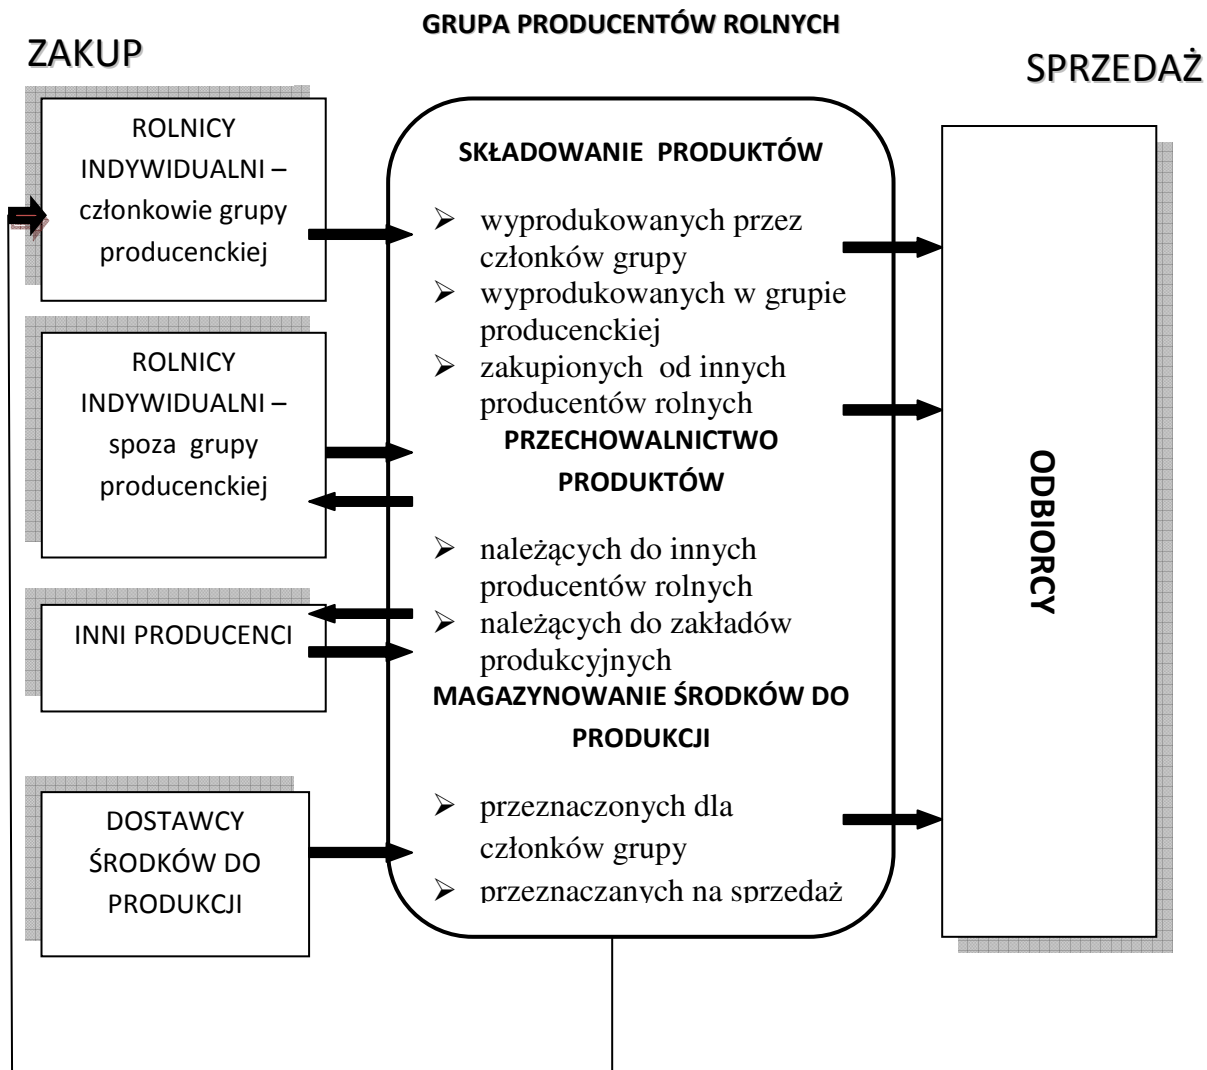 GRUPA PRODUCENTÓW ROLNYCH
ZAKUP
SPRZEDAŻ
ROLNICY
INDYWIDUALNI –
członkowie grupy
producenckiej
ROLNICY
INDYWIDUALNI –
spoza grupy
producenckiej
INNI PRODUCENCI
DOSTAWCY
ŚRODKÓW DO
PRODUKCJI
SKŁADOWANIE PRODUKTÓW
➢ wyprodukowanych przez
członków grupy
➢ wyprodukowanych w grupie
producenckiej
➢ zakupionych od innych
producentów rolnych
PRZECHOWALNICTWO
PRODUKTÓW
➢ należących do innych
producentów rolnych
➢ należących do zakładów
produkcyjnych
MAGAZYNOWANIE ŚRODKÓW DO
PRODUKCJI
➢ przeznaczonych dla
członków grupy
➢ przeznaczanych na sprzedaż
ODBIORCY